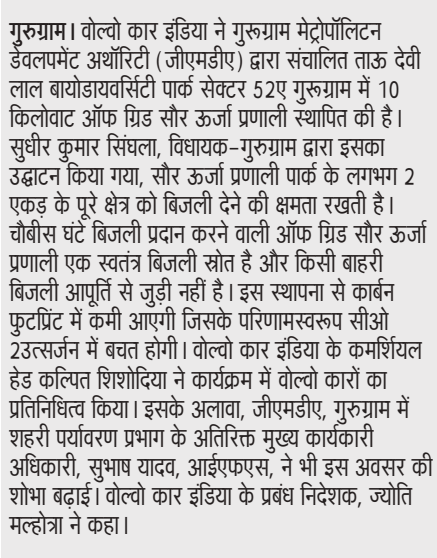 गुरुग्राम। वोल्वो कार इंडिया ने गुरूग्राम मेट्रोपॉलिटन
डेवलपमेंट अथॉरिटी (जीएमडीए) द्वारा संचालित ताऊ देवी
लाल बायोडायवर्सिटी पार्क सेक्टर 52ए गुरूग्राम में 10
किलोवाट ऑफ ग्रिड सौर ऊर्जा प्रणाली स्थापित की है।
सुधीर कुमार सिंघला, विधायक-गुरुग्राम द्वारा इसका
उद्घाटन किया गया, सौर ऊर्जा प्रणाली पार्क के लगभग 2
एकड़ के पूरे क्षेत्र को बिजली देने की क्षमता रखती है।
चौबीस घंटे बिजली प्रदान करने वाली ऑफ ग्रिड सौर ऊर्जा
प्रणाली एक स्वतंत्र बिजली स्रोत है और किसी बाहरी
बिजली आपूर्ति से जुड़ी नहीं है। इस स्थापना से कार्बन
फुटप्रिंट में कमी आएगी जिसके परिणामस्वरूप सीओ
2उत्सर्जन में बचत होगी। वोल्वो कार इंडिया के कमर्शियल
हेड कल्पित शिशोदिया ने कार्यक्रम में वोल्वो कारों का
प्रतिनिधित्व किया। इसके अलावा, जीएमडीए, गुरुग्राम में
शहरी पर्यावरण प्रभाग के अतिरिक्त मुख्य कार्यकारी
अधिकारी, सुभाष यादव, आईएफएस, ने भी इस अवसर की
शोभा बढ़ाई। वोल्वो कार इंडिया के प्रबंध निदेशक, ज्योति
मल्होत्रा ने कहा।